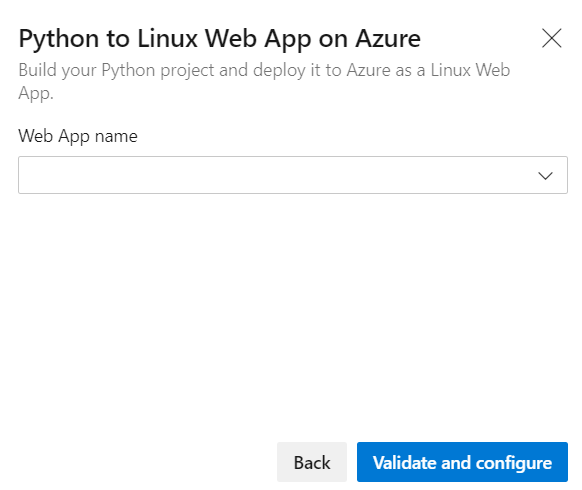 Python to Linux Web App on Azure
Build your Python project and deploy it to Azure as a Linux Web
App.
Web App name
Back
Validate and configure